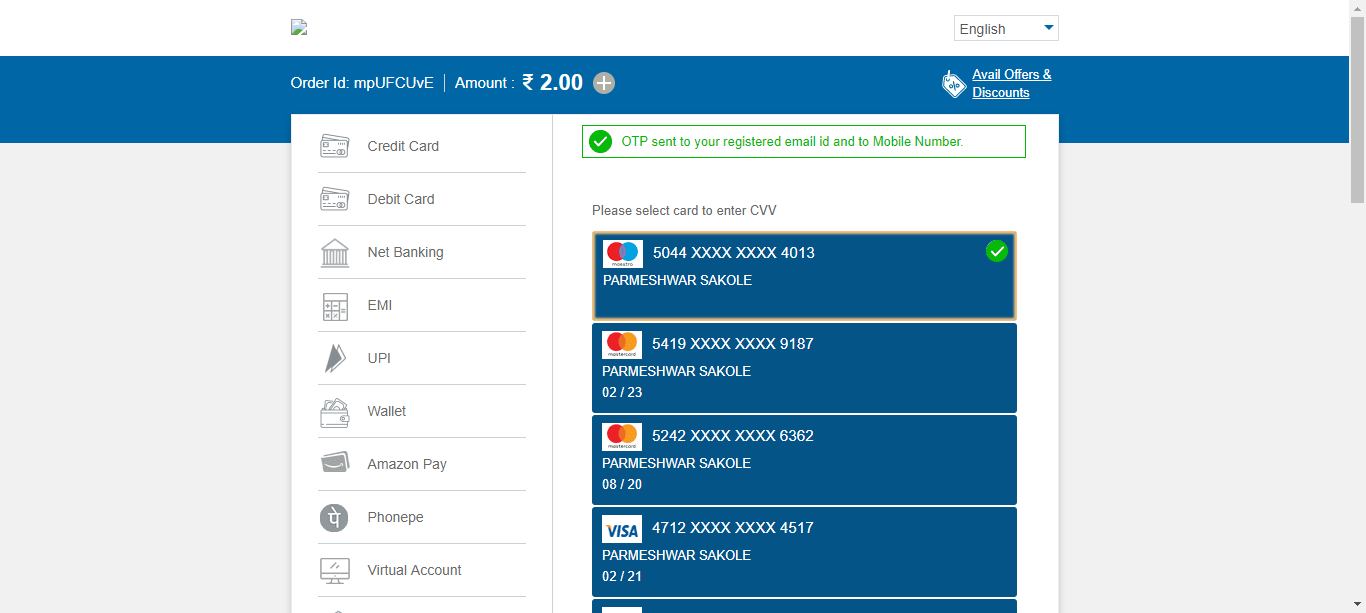 English
Order Id: mpUFCUvE | Amount : ₹ 2.00
Avail Offers &
Discounts
Credit Card
Debit Card
Net Banking
EMI
UPI
Wallet
Amazon Pay
Phonepe
Virtual Account
OTP sent to your registered email id and to Mobile Number.
Please select card to enter CVV
maestro 5044 XXXX XXXX 4013
PARMESHWAR SAKOLE
mastercard 5419 XXXX XXXX 9187
PARMESHWAR SAKOLE
02 / 23
mastercard 5242 XXXX XXXX 6362
PARMESHWAR SAKOLE
08 / 20
VISA 4712 XXXX XXXX 4517
PARMESHWAR SAKOLE
02 / 21